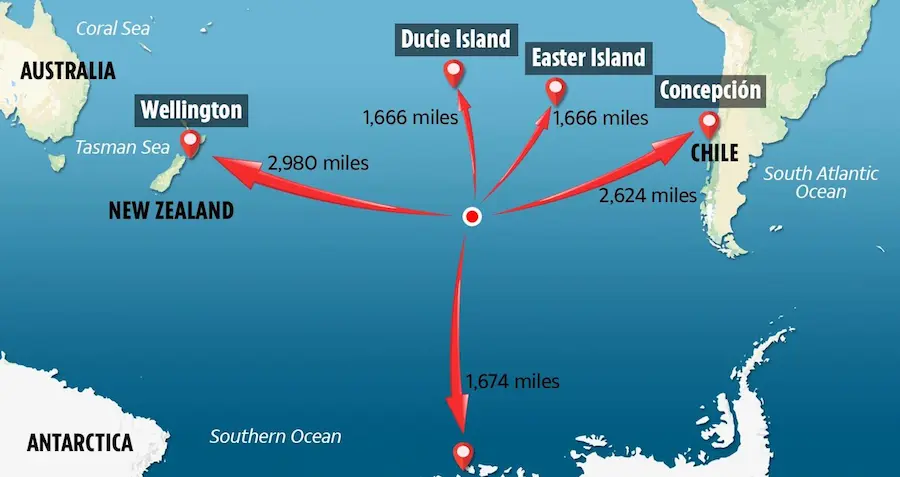 Coral Sea
AUSTRALIA
Ducie Island
Easter Island
Wellington
Concepción
1,666 miles
1,666 miles
Tasman Sea
2,980 miles
CHILE
South Atlantic
Ocean
2,624 miles
NEW ZEALAND
1,674 miles
ANTARCTICA
Southern Ocean